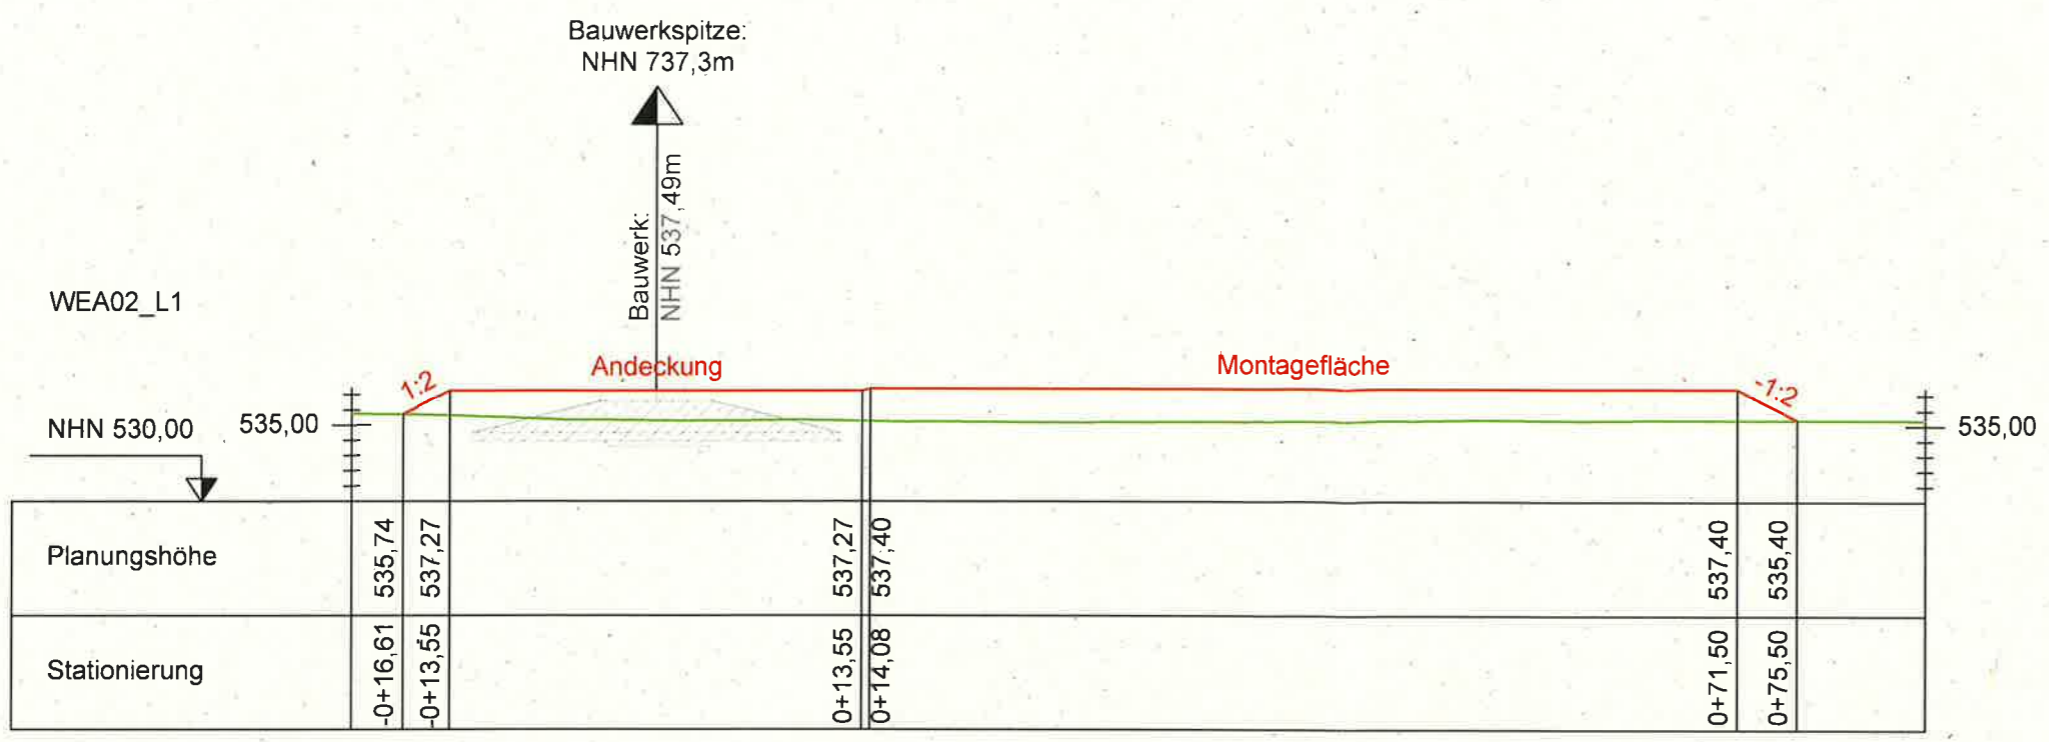 Bauwerkspitze:
NHN 737,3m
Bauwerk:
NHN 537,49m
WEA02_L1
Andeckung
Montagefläche
1:2
-1:2
NHN 530,00
535,00
535,00
Planungshöhe
535,74
537,27
537,27
537,40
537,40
535,40
Stationierung
-0+16,61
-0+13,55
0+13,55
0+14,08
0+71,50
0+75,50